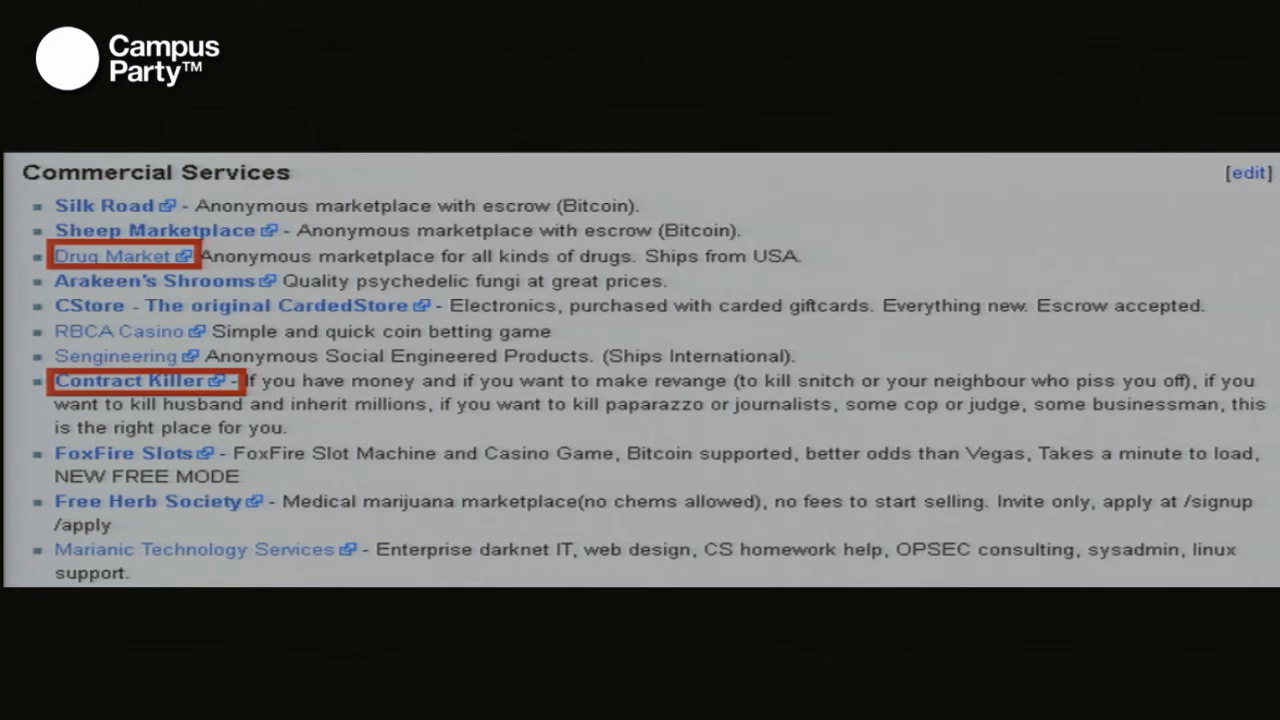 Campus
Party™
Commercial Services
[edit]
Silk Road - Anonymous marketplace with escrow (Bitcoin).
Sheep Marketplace - Anonymous marketplace with escrow (Bitcoin).
Drug Market Anonymous marketplace for all kinds of drugs. Ships from USA.
Arakeen's Shrooms Quality psychedelic fungi at great prices.
CStore - The original CardedStore - Electronics, purchased with carded giftcards. Everything new. Escrow accepted.
RBCA Casino Simple and quick coin betting game
Sengineering Anonymous Social Engineered Products. (Ships International).
Contract Killer - If you have money and if you want to make revange (to kill snitch or your neighbour who piss you off), if you
want to kill husband and inherit millions, if you want to kill paparazzo or journalists, some cop or judge, some businessman, this
is the right place for you.
FoxFire Slots - FoxFire Slot Machine and Casino Game, Bitcoin supported, better odds than Vegas, Takes a minute to load,
NEW FREE MODE
Free Herb Society - Medical marijuana marketplace(no chems allowed), no fees to start selling. Invite only, apply at /signup
/apply
Marianic Technology Services - Enterprise darknet IT, web design, CS homework help, OPSEC consulting, sysadmin, linux
support.